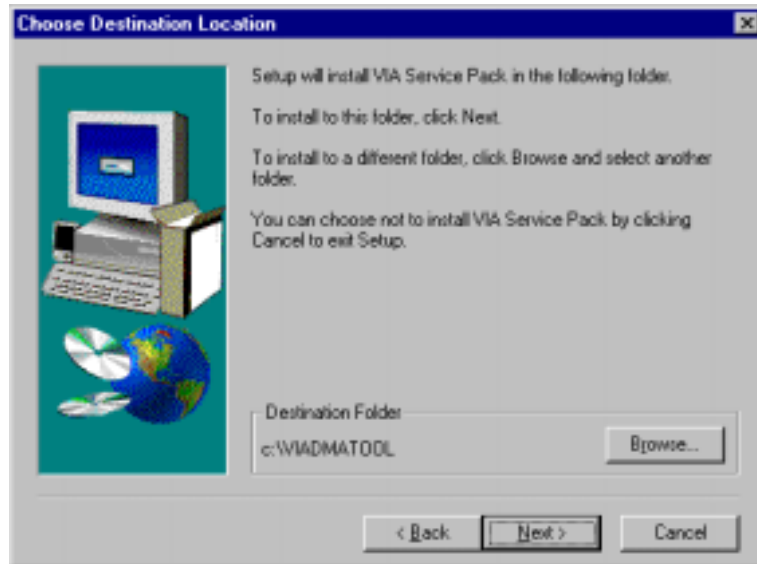 Choose Destination Location
Setup will install VIA Service Pack in the following folder.
To install to this folder, click Next.
To install to a different folder, click Browse and select another
folder.
You can choose not to install VIA Service Pack by clicking
Cancel to exit Setup.
Destination Folder
c:\VIADMATOOL
Browse...
< Back
Next >
Cancel